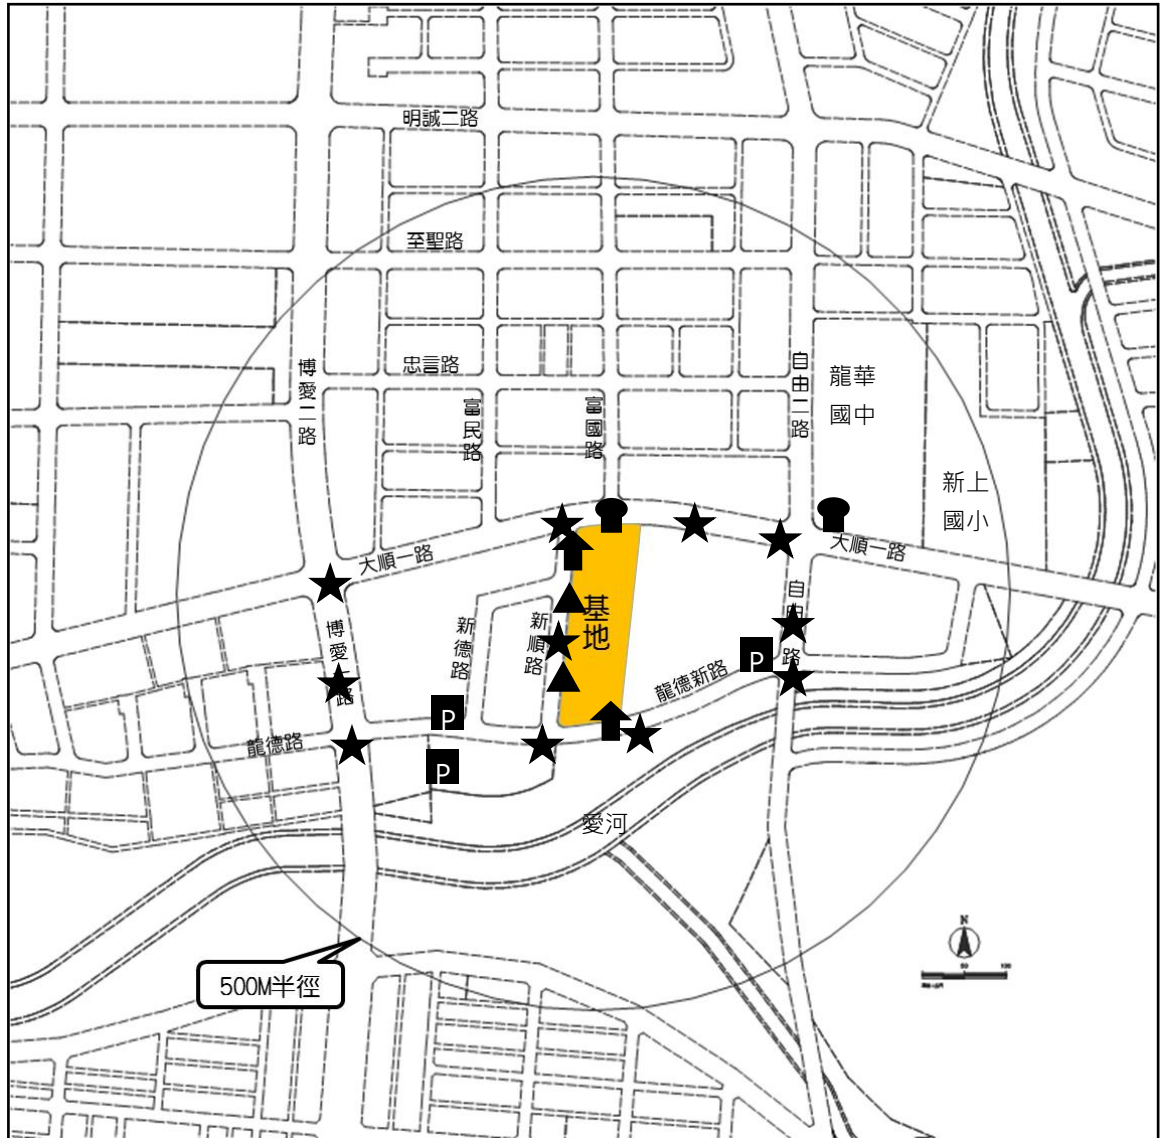 明誠二路
至聖路
忠言路
博愛二路
富民路
富國路
自由二路
龍華
國中
新上
國小
大順一路
大順一路
基地
新德路
新順路
博愛二路
自由
路
P
龍德新路
P
龍德路
P
愛河
N
500M半徑